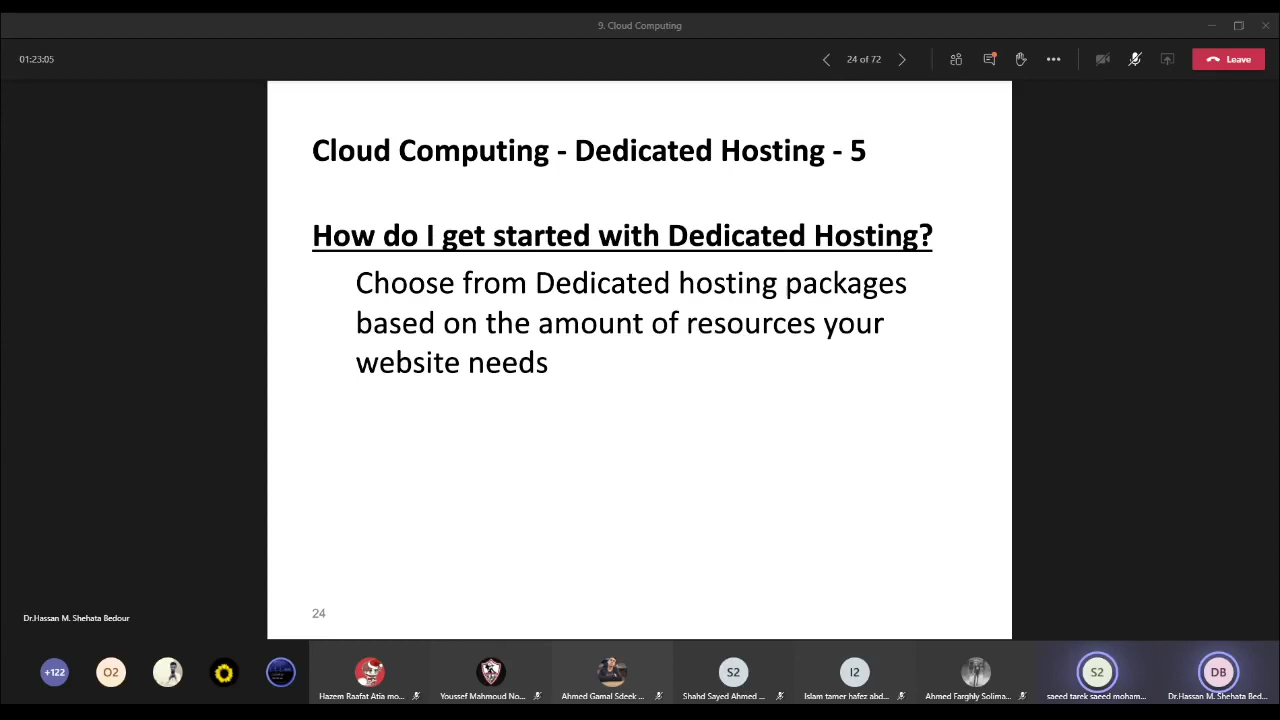 9. Cloud Computing
01:23:05
24 of 72
Leave
Cloud Computing - Dedicated Hosting - 5
How do I get started with Dedicated Hosting?
Choose from Dedicated hosting packages
based on the amount of resources your
website needs
24
Dr.Hassan M. Shehata Bedour
+122
O2
S2
I2
S2
DB
Hazem Raafat Atia mo...
Youssef Mahmoud No...
Ahmed Gamal Sdeek ...
Shahd Sayed Ahmed ...
Islam tamer hafez abd...
Ahmed Farghly Solima...
saeed tarek saeed moham...
Dr.Hassan M. Shehata Bed...